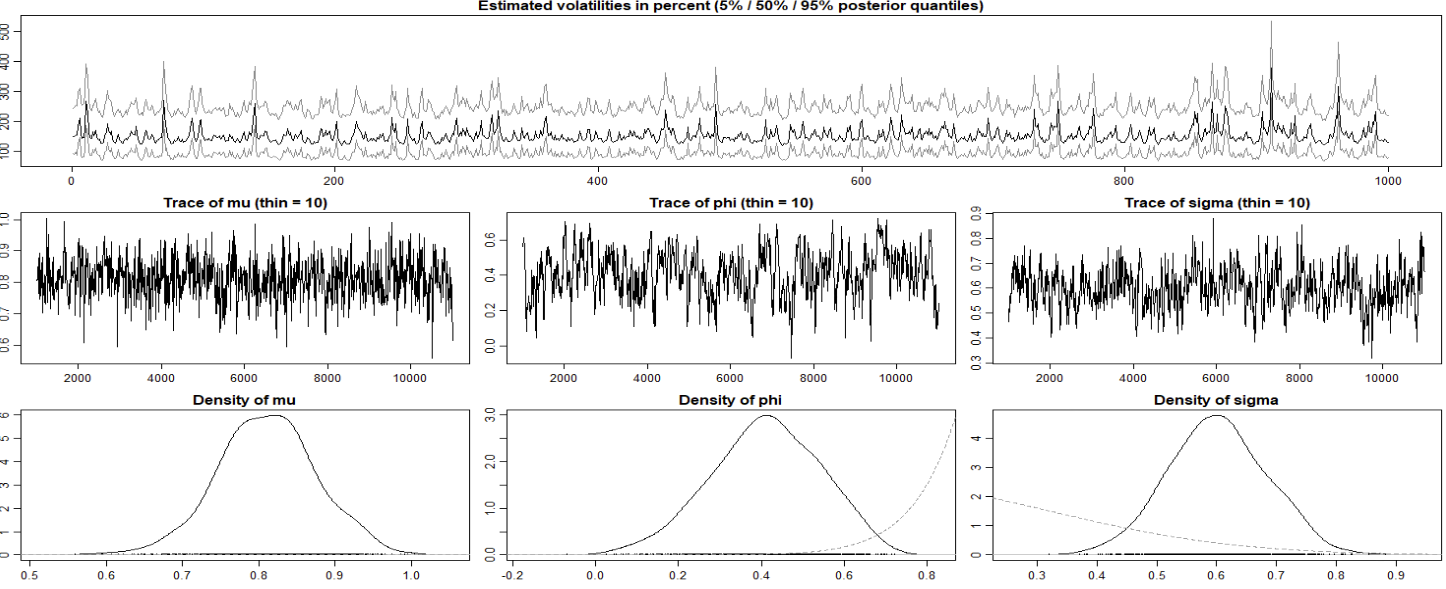 Estimated volatilities in percent (5% / 50% / 95% posterior quantiles)
100 200 300 400 500
0 200 400 600 800 1000
Trace of mu (thin = 10) Trace of phi (thin = 10) Trace of sigma (thin = 10)
0.6 0.7 0.8 0.9 1.0
0.0 0.2 0.4 0.6
0.3 0.4 0.5 0.6 0.7 0.8 0.9
2000 4000 6000 8000 10000 2000 4000 6000 8000 10000 2000 4000 6000 8000 10000
Density of mu Density of phi Density of sigma
0 1 2 3 4 5 6
0.0 1.0 2.0 3.0
0 1 2 3 4
0.5 0.6 0.7 0.8 0.9 1.0 -0.2 0.0 0.2 0.4 0.6 0.8 0.3 0.4 0.5 0.6 0.7 0.8 0.9